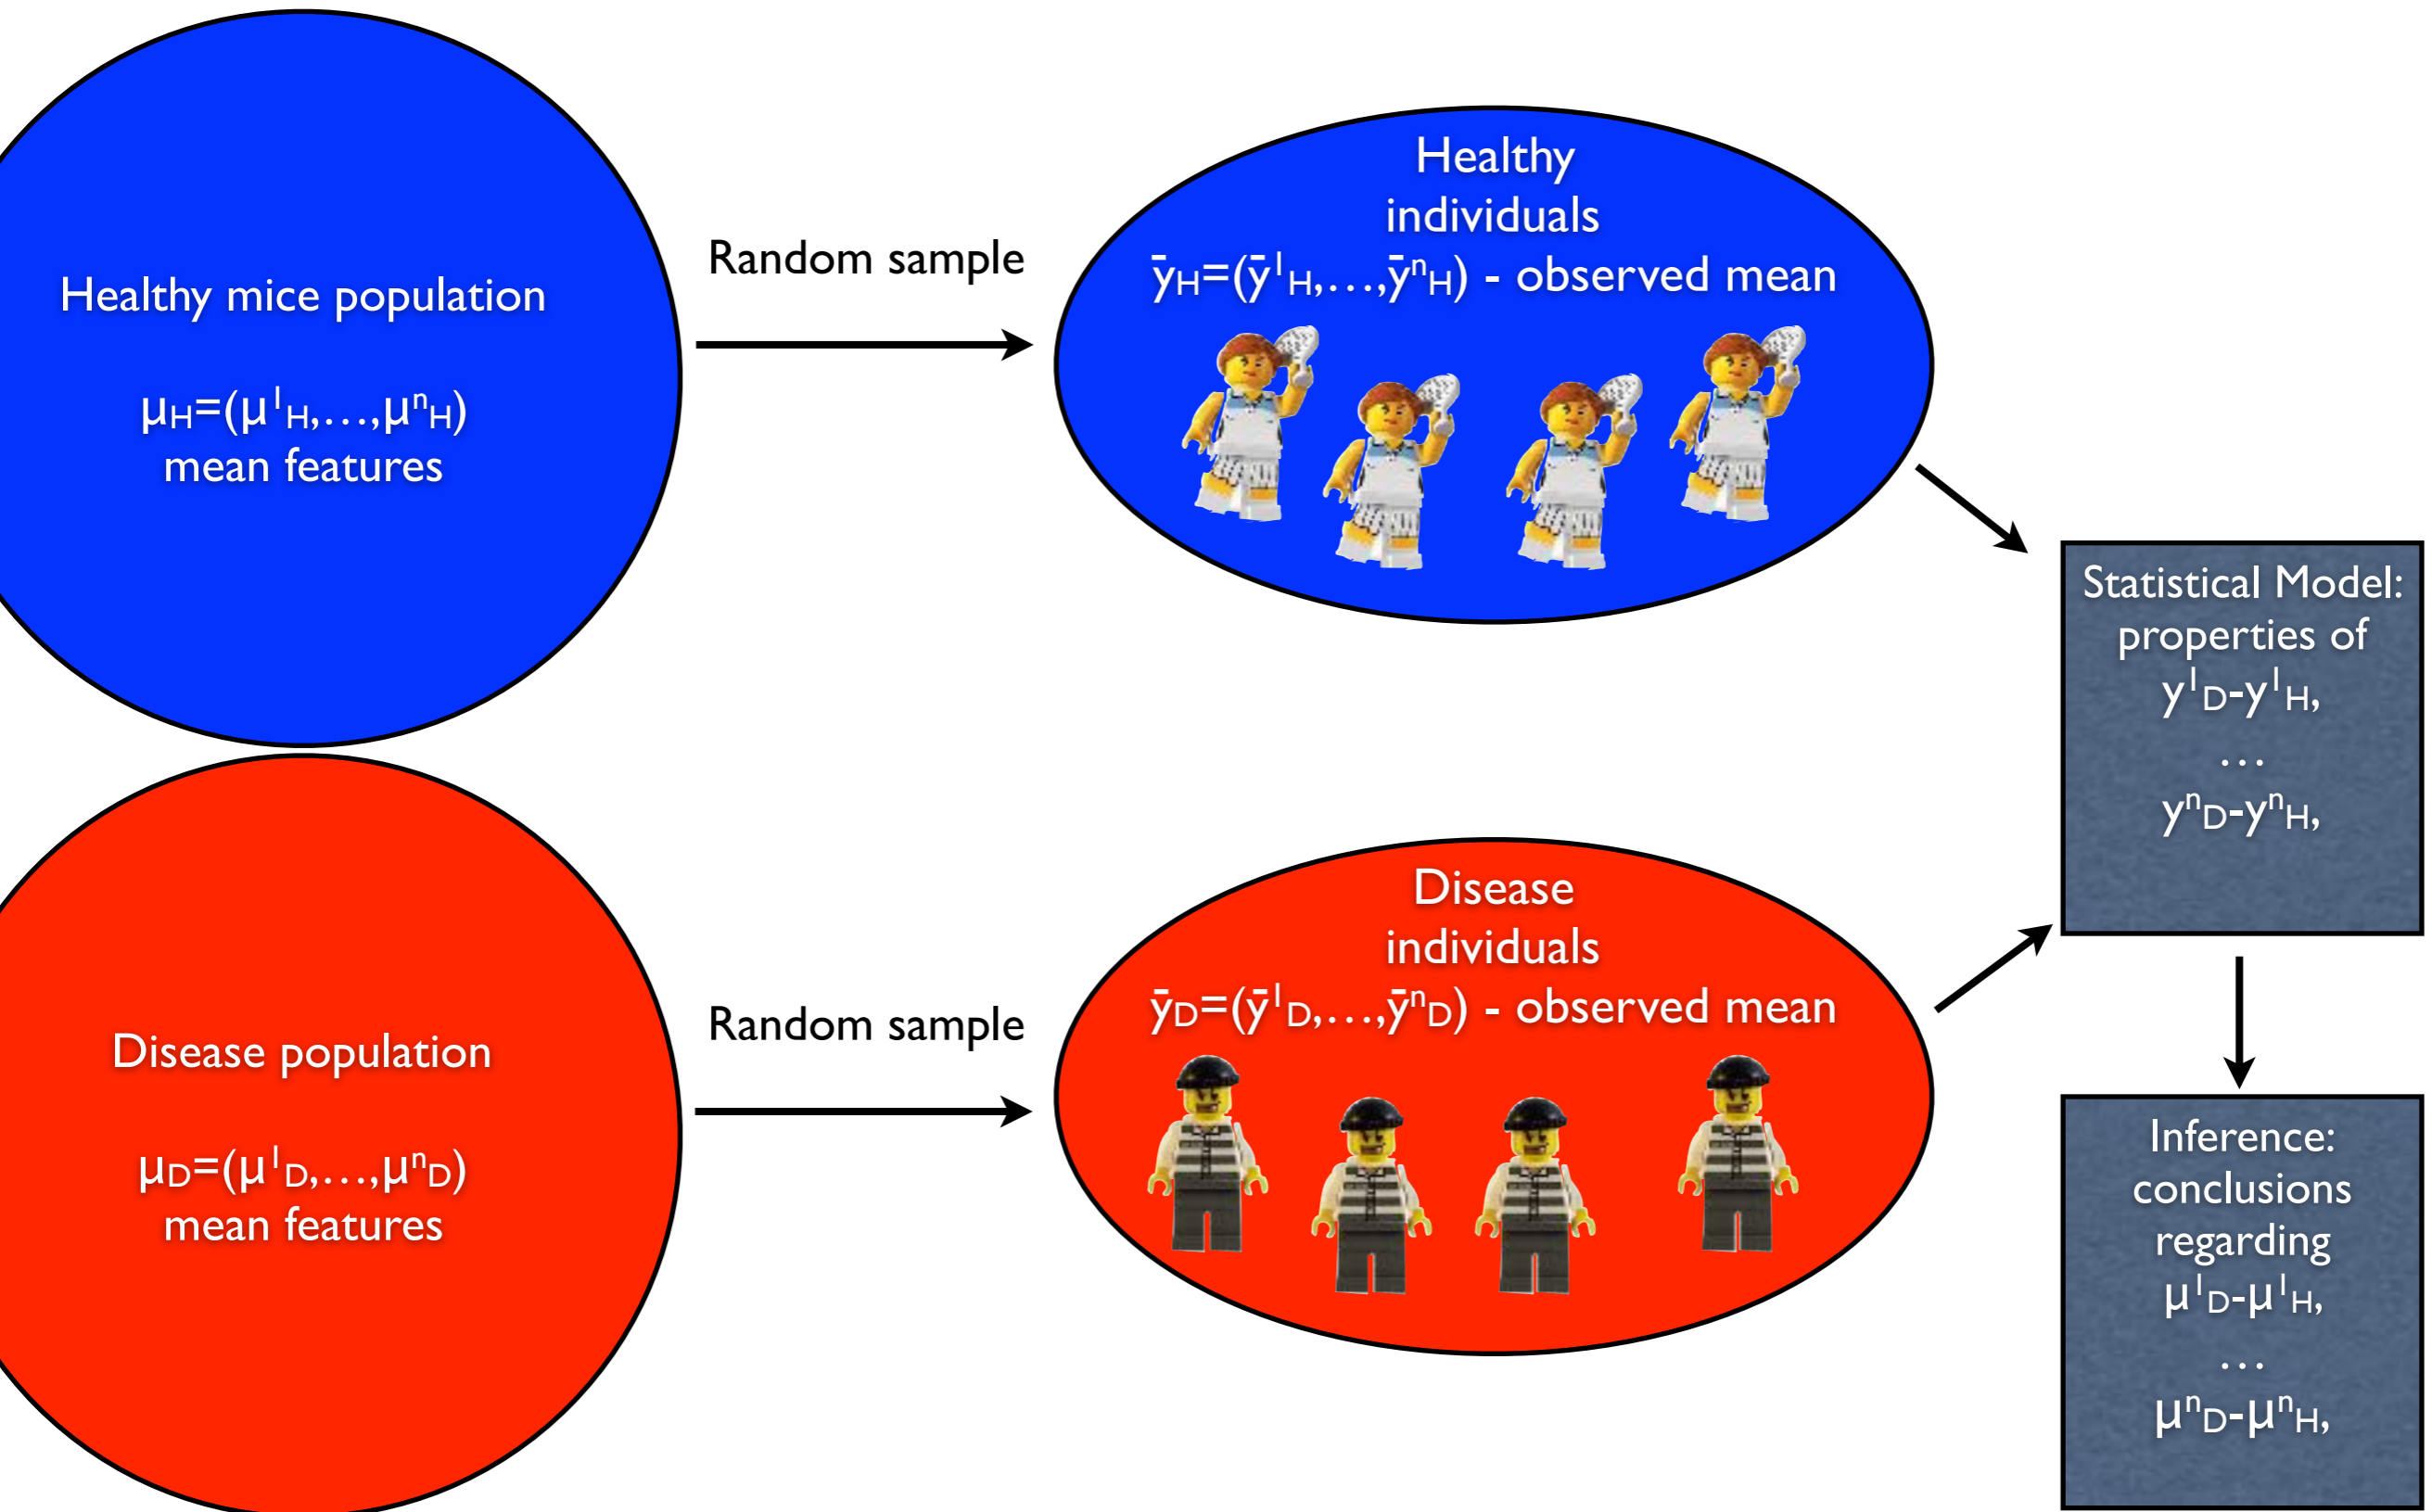 Healthy mice population
μH=(μ¹H,…,μⁿH)
mean features
Random sample
Healthy
individuals
ȳH=(ȳ¹H,…,ȳⁿH) - observed mean
Statistical Model:
properties of
y¹D-y¹H,
…
yⁿD-yⁿH,
Disease population
μD=(μ¹D,…,μⁿD)
mean features
Random sample
Disease
individuals
ȳD=(ȳ¹D,…,ȳⁿD) - observed mean
Inference:
conclusions
regarding
μ¹D-μ¹H,
…
μⁿD-μⁿH,